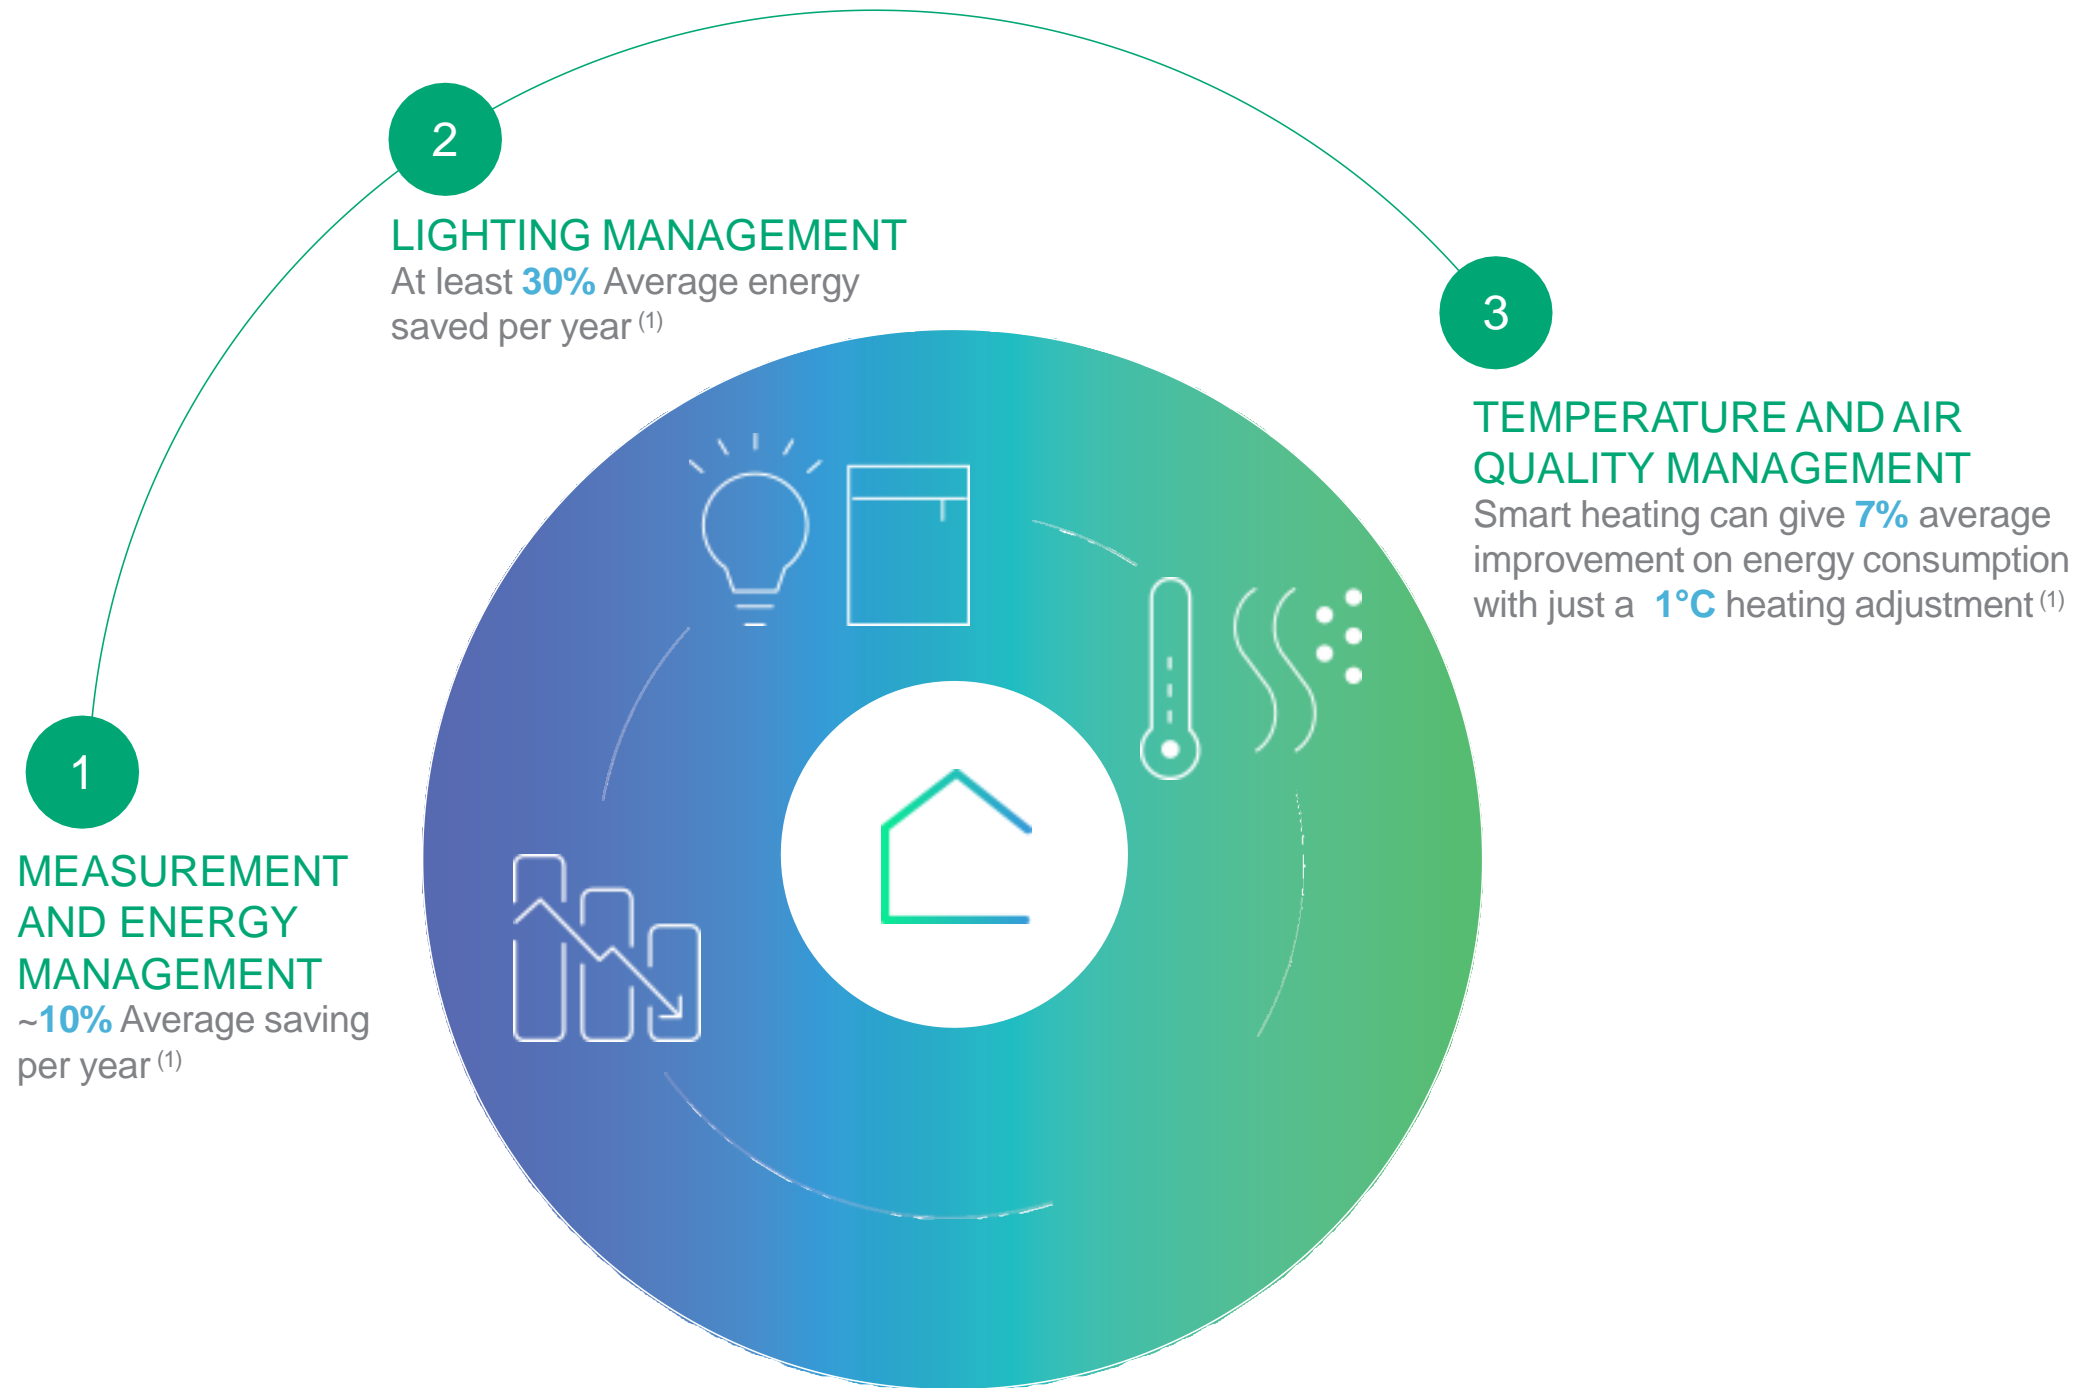 1
MEASUREMENT
AND ENERGY
MANAGEMENT
~10% Average saving
per year (1)
2
LIGHTING MANAGEMENT
At least 30% Average energy
saved per year (1)
3
TEMPERATURE AND AIR
QUALITY MANAGEMENT
Smart heating can give 7% average
improvement on energy consumption
with just a 1°C heating adjustment (1)